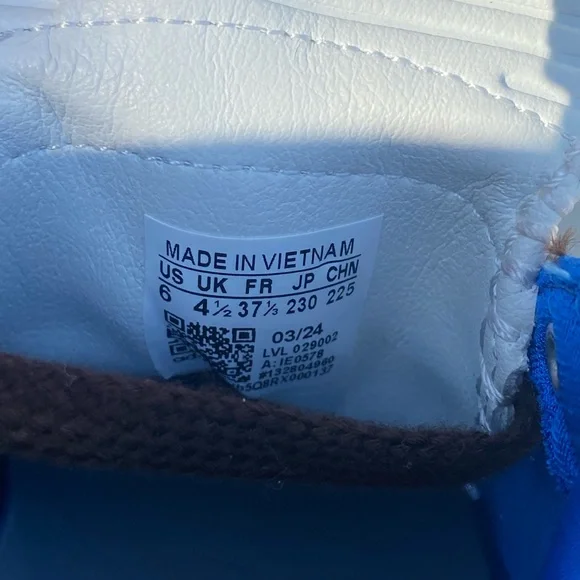 MADE IN VIETNAM
US UK FR JP CHN
6 4½ 37⅓ 230 225
03/24
LVL 029002
A: IE0578
#132804960